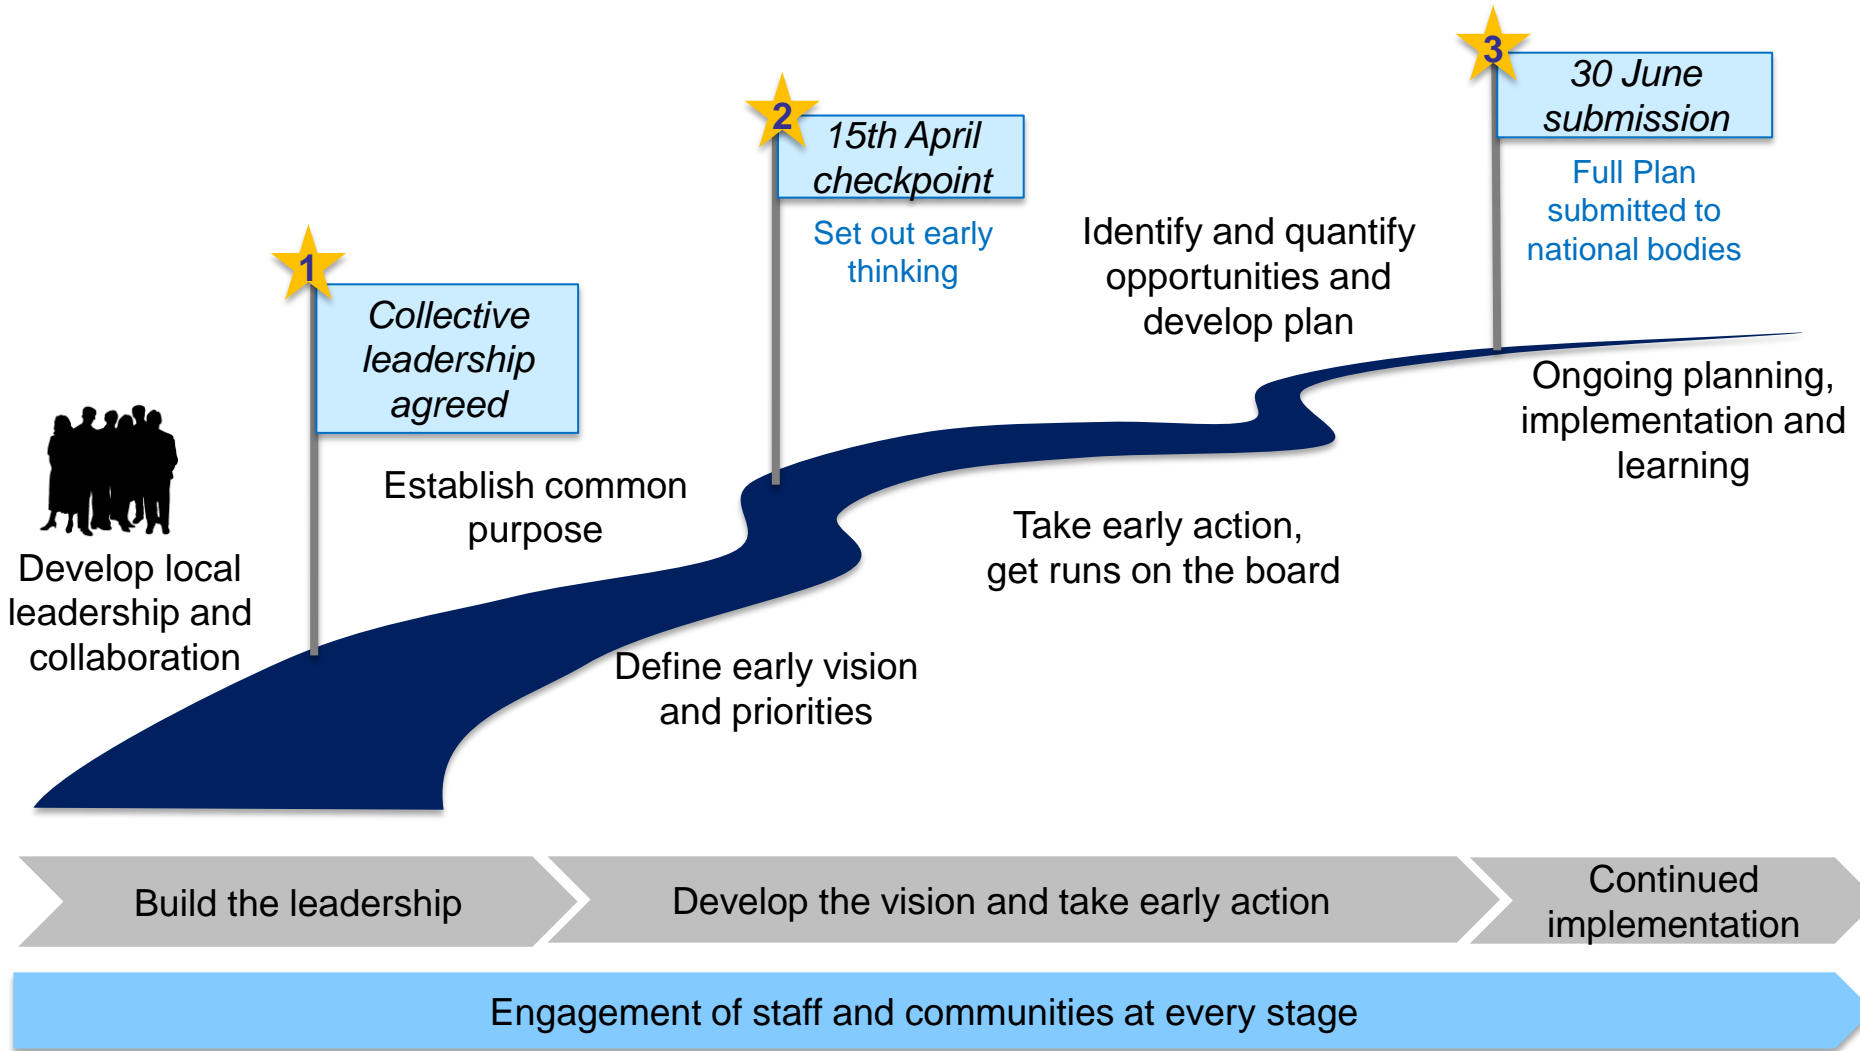 3
30 June
submission
Full Plan
submitted to
national bodies
2
15th April
checkpoint
Set out early
thinking
Identify and quantify
opportunities and
develop plan
1
Collective
leadership
agreed
Ongoing planning,
implementation and
learning
Establish common
purpose
Take early action,
get runs on the board
Develop local
leadership and
collaboration
Define early vision
and priorities
Build the leadership
Develop the vision and take early action
Continued
implementation
Engagement of staff and communities at every stage